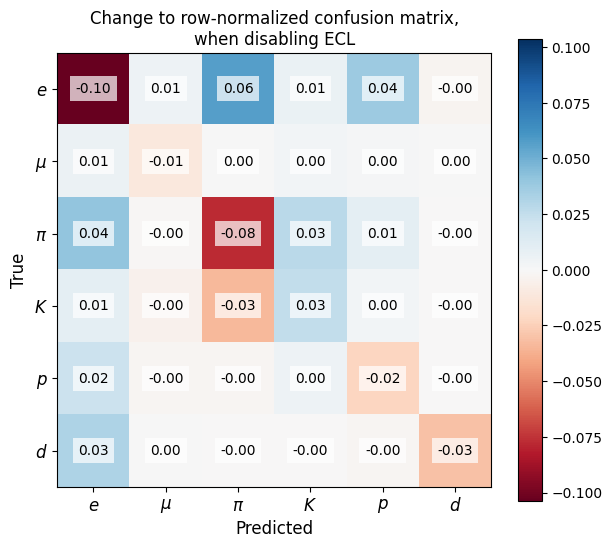 Change to row-normalized confusion matrix,
when disabling ECL
e -0.10 0.01 0.06 0.01 0.04 -0.00
μ 0.01 -0.01 0.00 0.00 0.00 0.00
π 0.04 -0.00 -0.08 0.03 0.01 -0.00
K 0.01 -0.00 -0.03 0.03 0.00 -0.00
p 0.02 -0.00 -0.00 0.00 -0.02 -0.00
d 0.03 0.00 -0.00 -0.00 -0.00 -0.03
e μ π K p d
Predicted
True
0.100
0.075
0.050
0.025
0.000
−0.025
−0.050
−0.075
−0.100